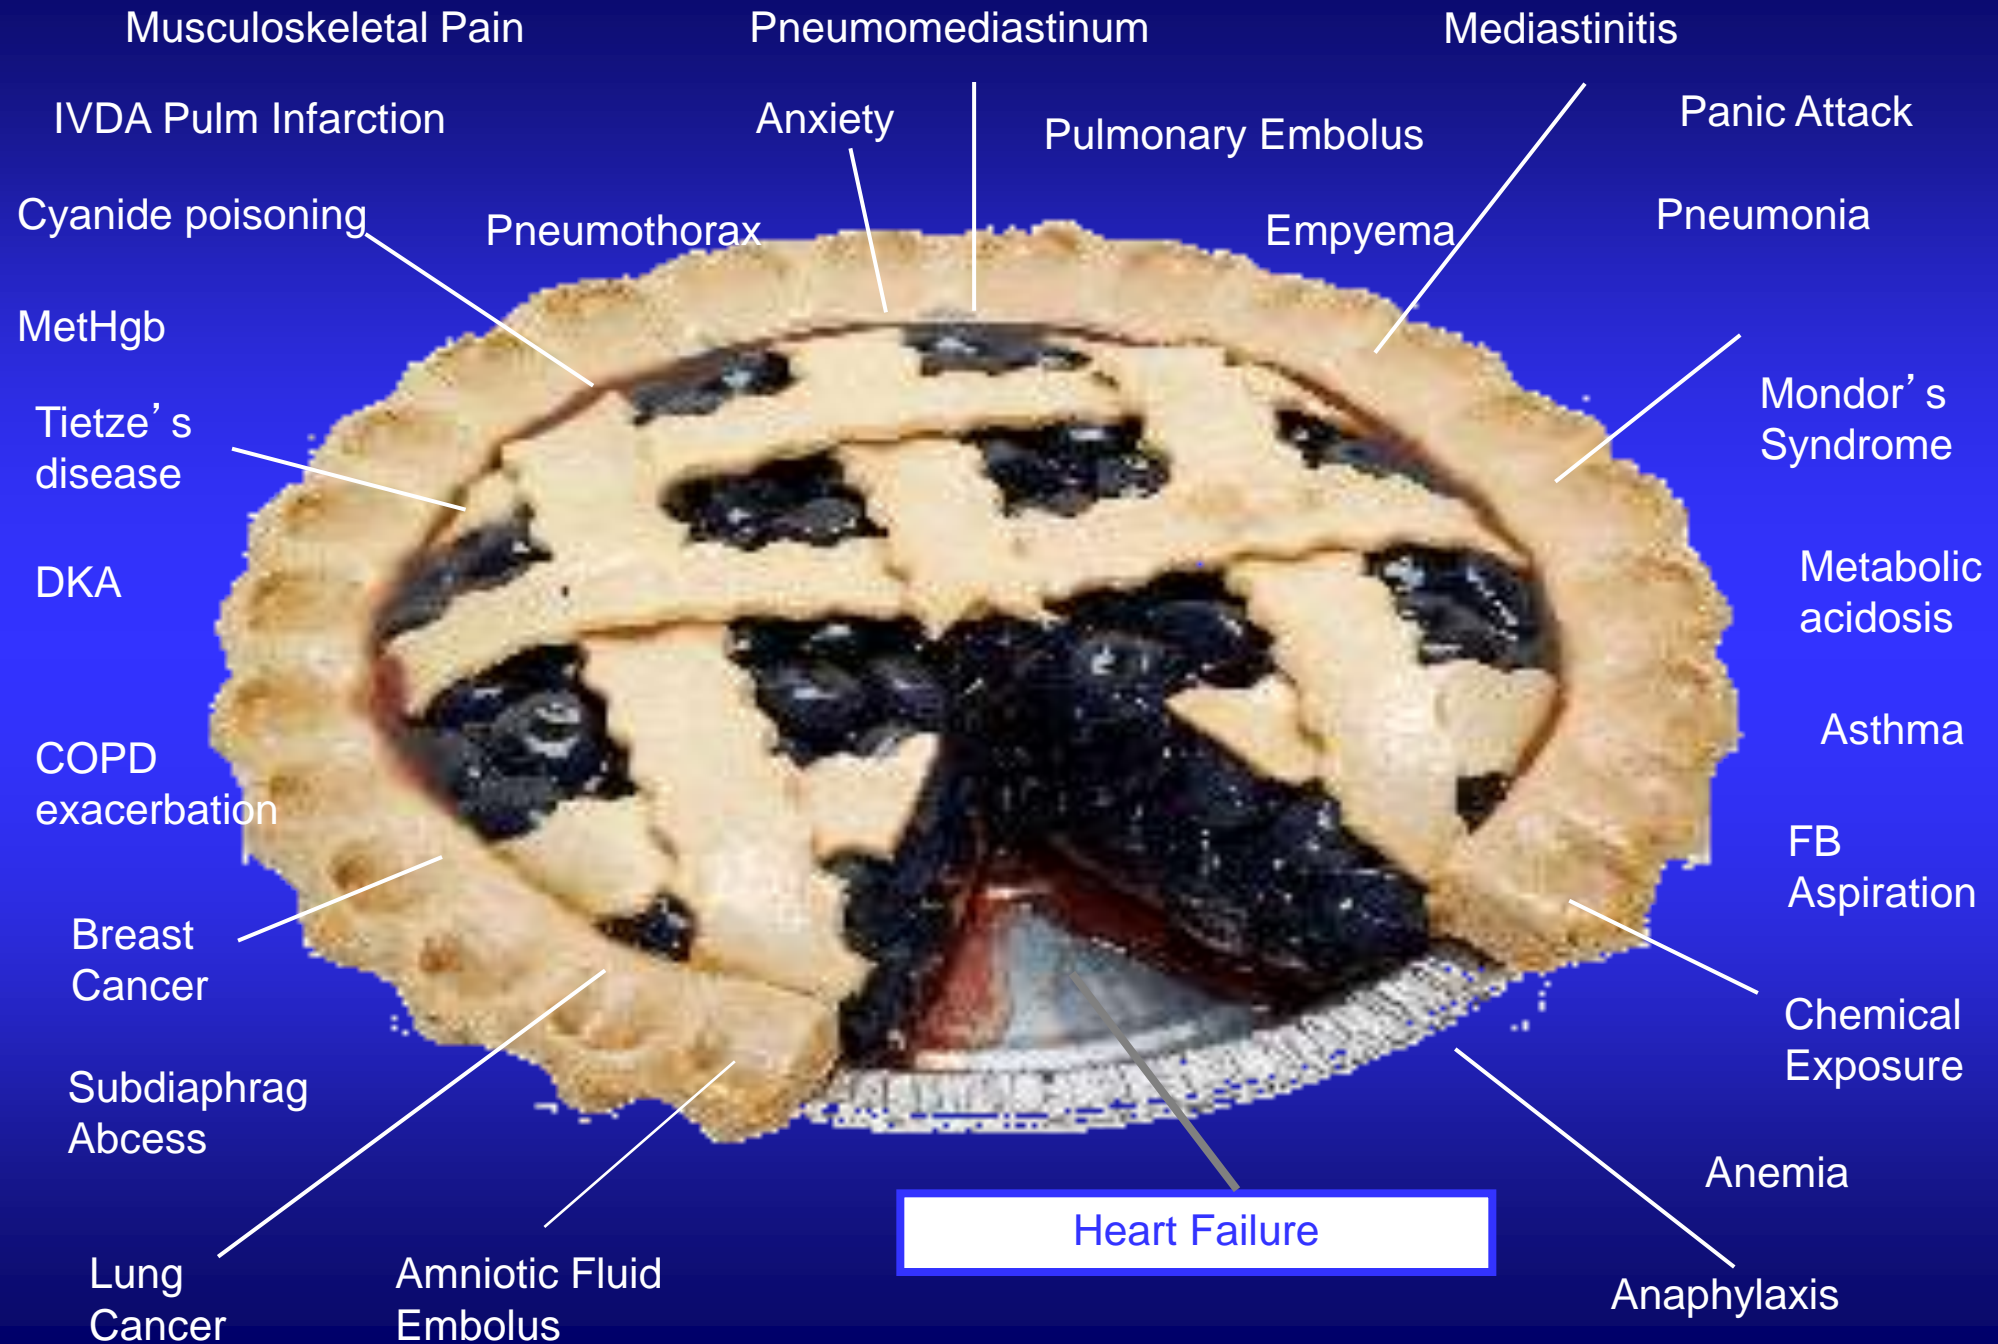 Musculoskeletal Pain
Pneumomediastinum
Mediastinitis
IVDA Pulm Infarction
Anxiety
Pulmonary Embolus
Panic Attack
Cyanide poisoning
Pneumothorax
Empyema
Pneumonia
MetHgb
Tietze’s
disease
Mondor’s
Syndrome
DKA
Metabolic
acidosis
COPD
exacerbation
Asthma
FB
Aspiration
Breast
Cancer
Chemical
Exposure
Subdiaphrag
Abcess
Anemia
Heart Failure
Lung
Cancer
Amniotic Fluid
Embolus
Anaphylaxis